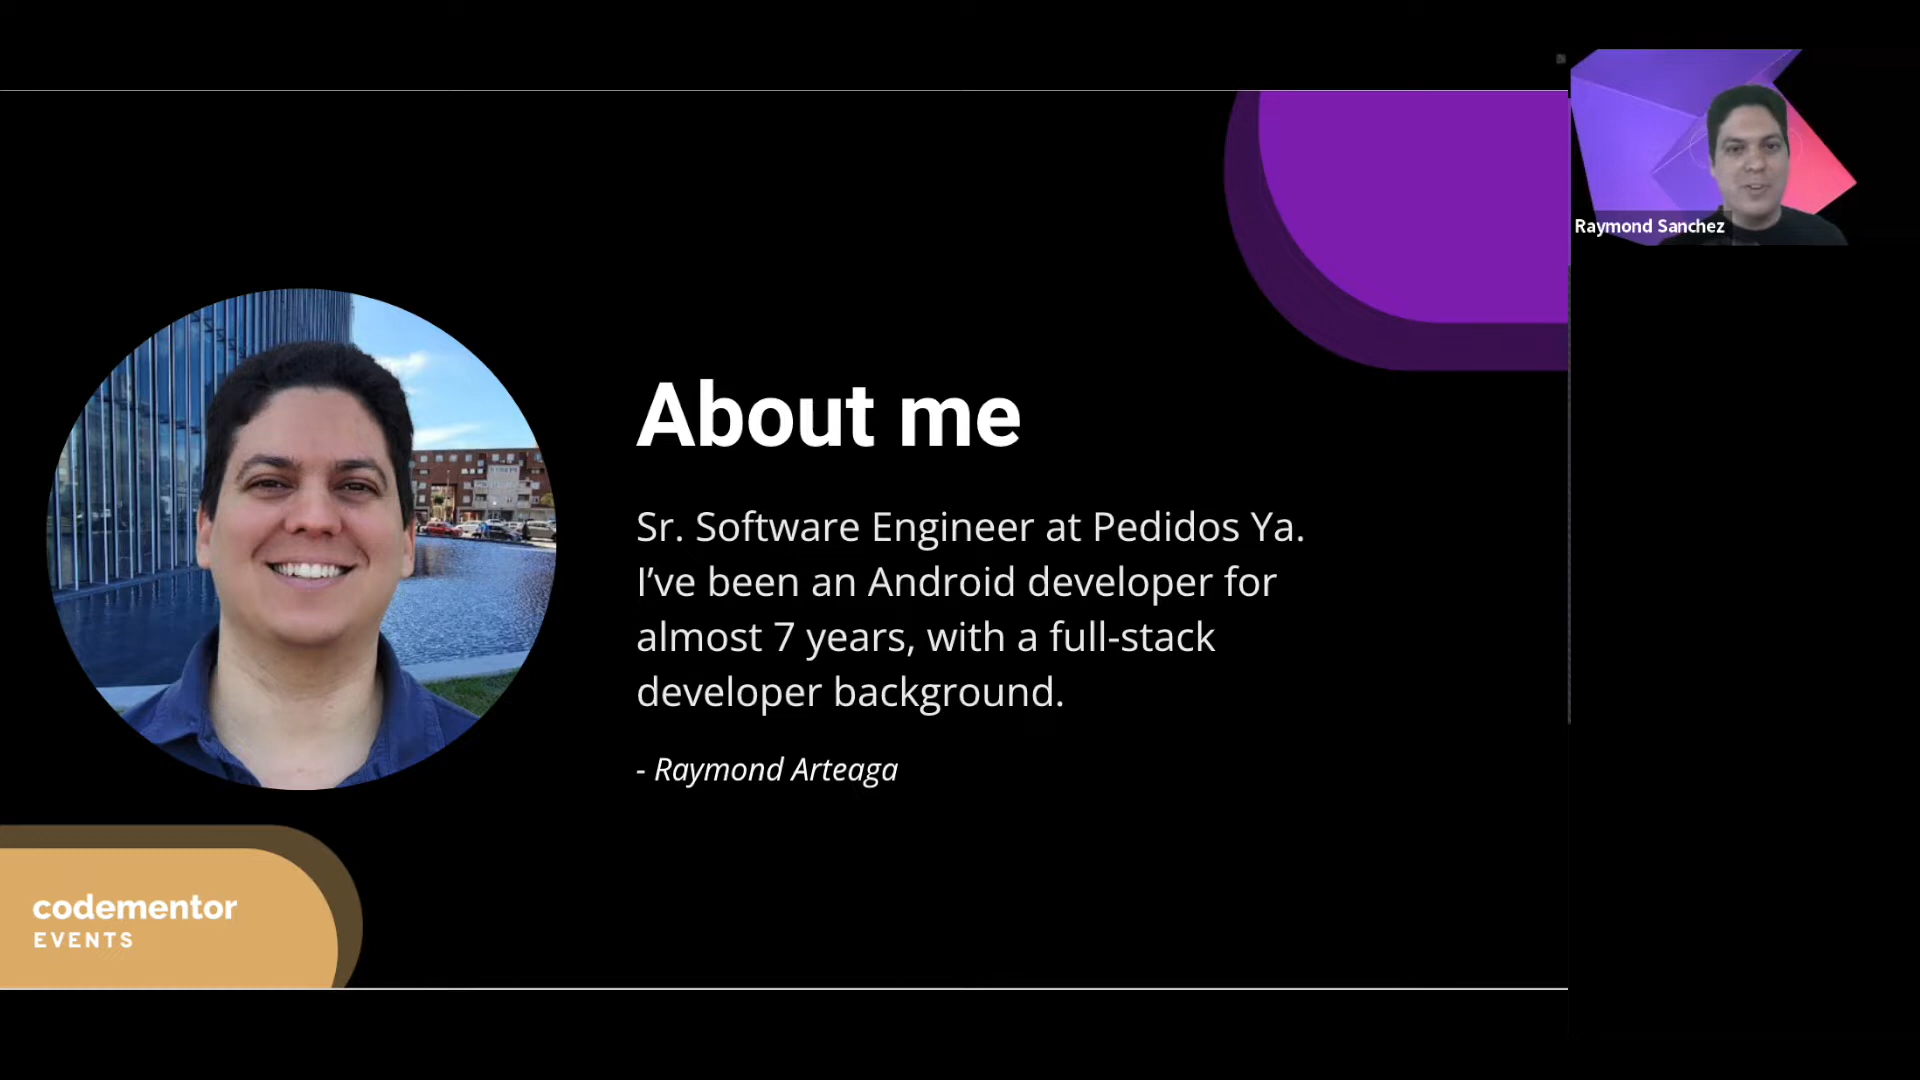 About me
Sr. Software Engineer at Pedidos Ya.
I’ve been an Android developer for
almost 7 years, with a full-stack
developer background.
- Raymond Arteaga
codementor
EVENTS
Raymond Sanchez